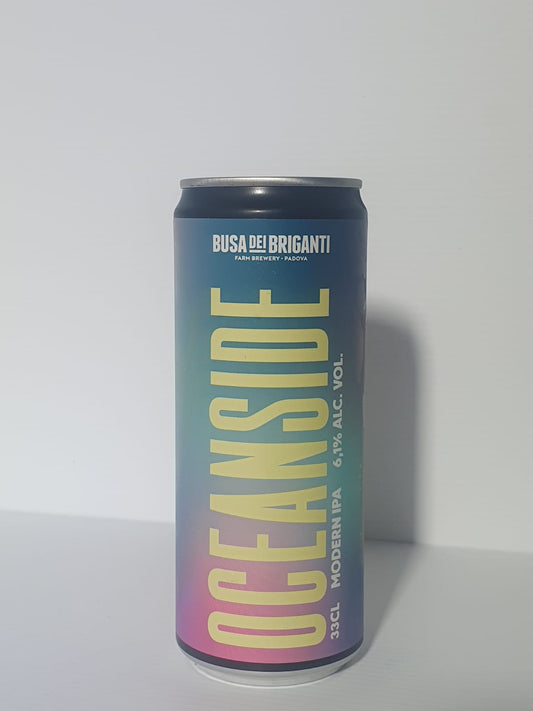 BUSA DEI BRIGANTI
FARM BREWERY • PADOVA
OCEANSIDE
33CL MODERN IPA 6,1% ALC. VOL.